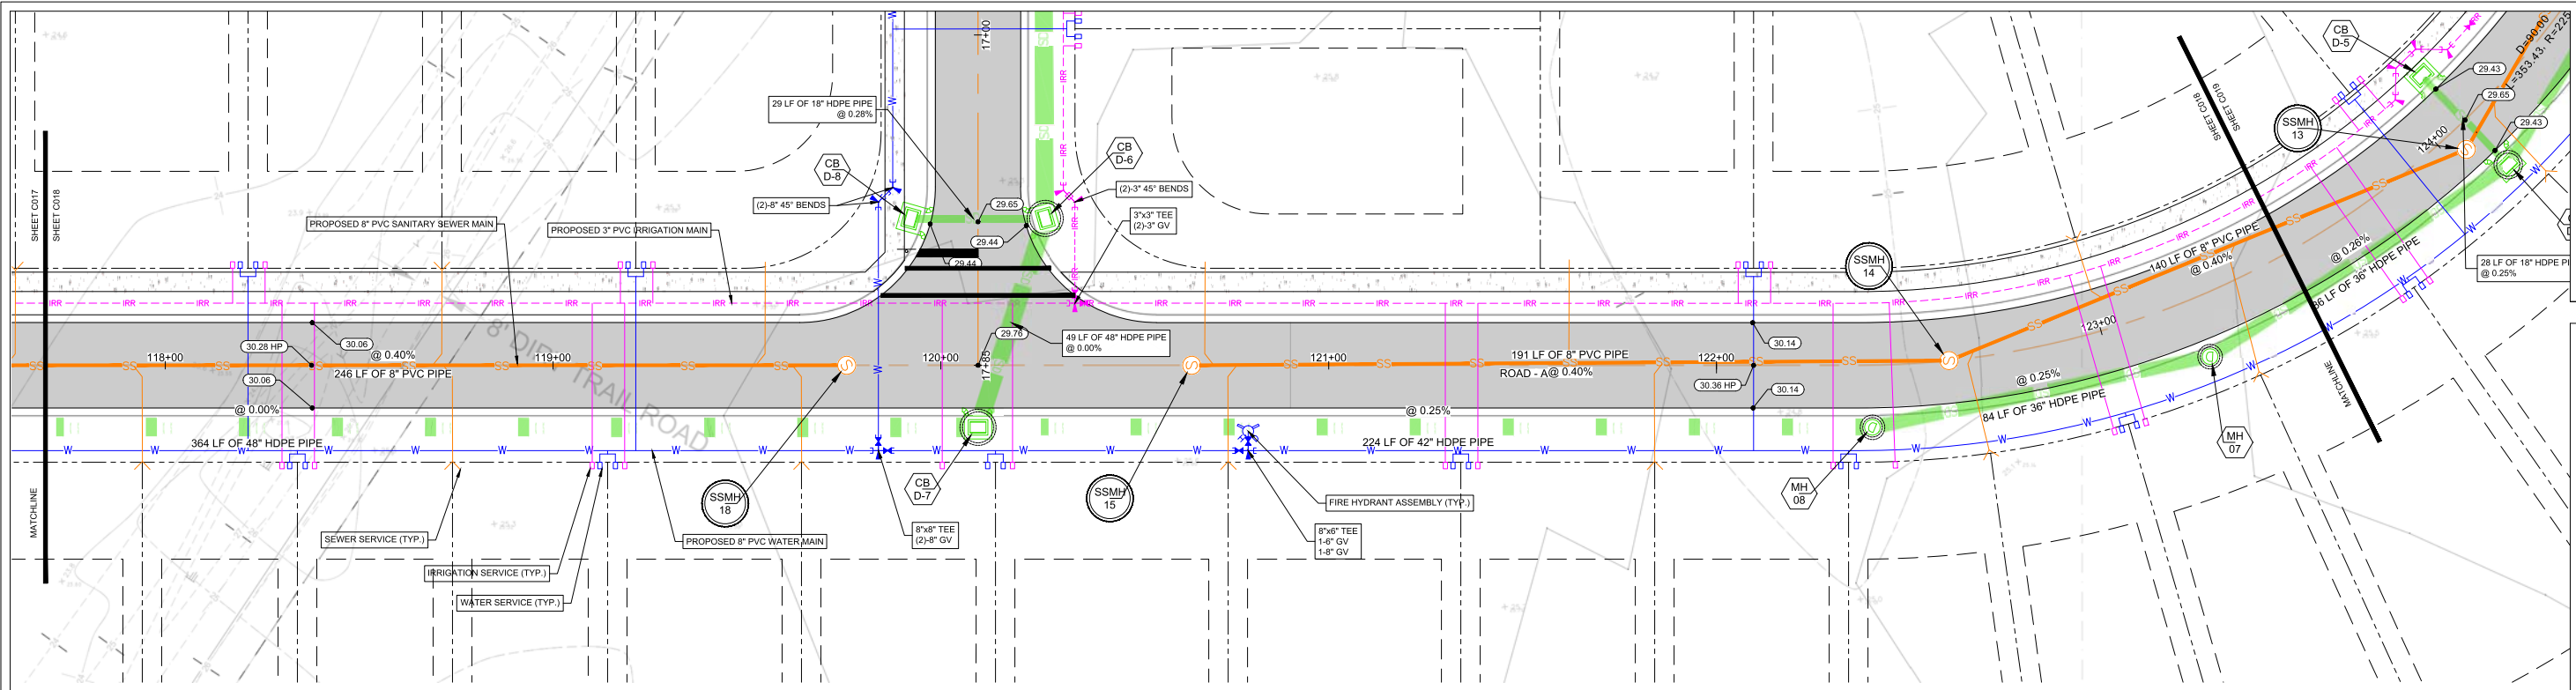 17+00
CB
D-5
29.43
29.65
29.43
D=90.00
L=353.43, R=225
SHEET C018
SHEET C019
MATCHLINE
SSMH
13
124+00
29 LF OF 18" HDPE PIPE
@ 0.28%
CB
D-8
CB
D-6
(2)-8" 45° BENDS
(2)-3" 45° BENDS
29.65
29.44
29.44
3"x3" TEE
(2)-3" GV
SHEET C017
SHEET C018
MATCHLINE
PROPOSED 8" PVC SANITARY SEWER MAIN
PROPOSED 3" PVC IRRIGATION MAIN
SSMH
14
140 LF OF 8" PVC PIPE
@ 0.40%
@ 0.26%
86 LF OF 36" HDPE PIPE
28 LF OF 18" HDPE PI
@ 0.25%
IRR
SS
W
30.28 HP
30.06
30.06
118+00
@ 0.40%
246 LF OF 8" PVC PIPE
119+00
8' DIRT TRAIL ROAD
120+00
17+85
29.76
49 LF OF 48" HDPE PIPE
@ 0.00%
121+00
191 LF OF 8" PVC PIPE
ROAD - A @ 0.40%
122+00
30.14
30.36 HP
30.14
123+00
@ 0.00%
364 LF OF 48" HDPE PIPE
@ 0.25%
224 LF OF 42" HDPE PIPE
@ 0.25%
84 LF OF 36" HDPE PIPE
MH
07
MH
08
SSMH
18
CB
D-7
SSMH
15
FIRE HYDRANT ASSEMBLY (TYP.)
8"x8" TEE
(2)-8" GV
8"x6" TEE
1-6" GV
1-8" GV
SEWER SERVICE (TYP.)
PROPOSED 8" PVC WATER MAIN
IRRIGATION SERVICE (TYP.)
WATER SERVICE (TYP.)